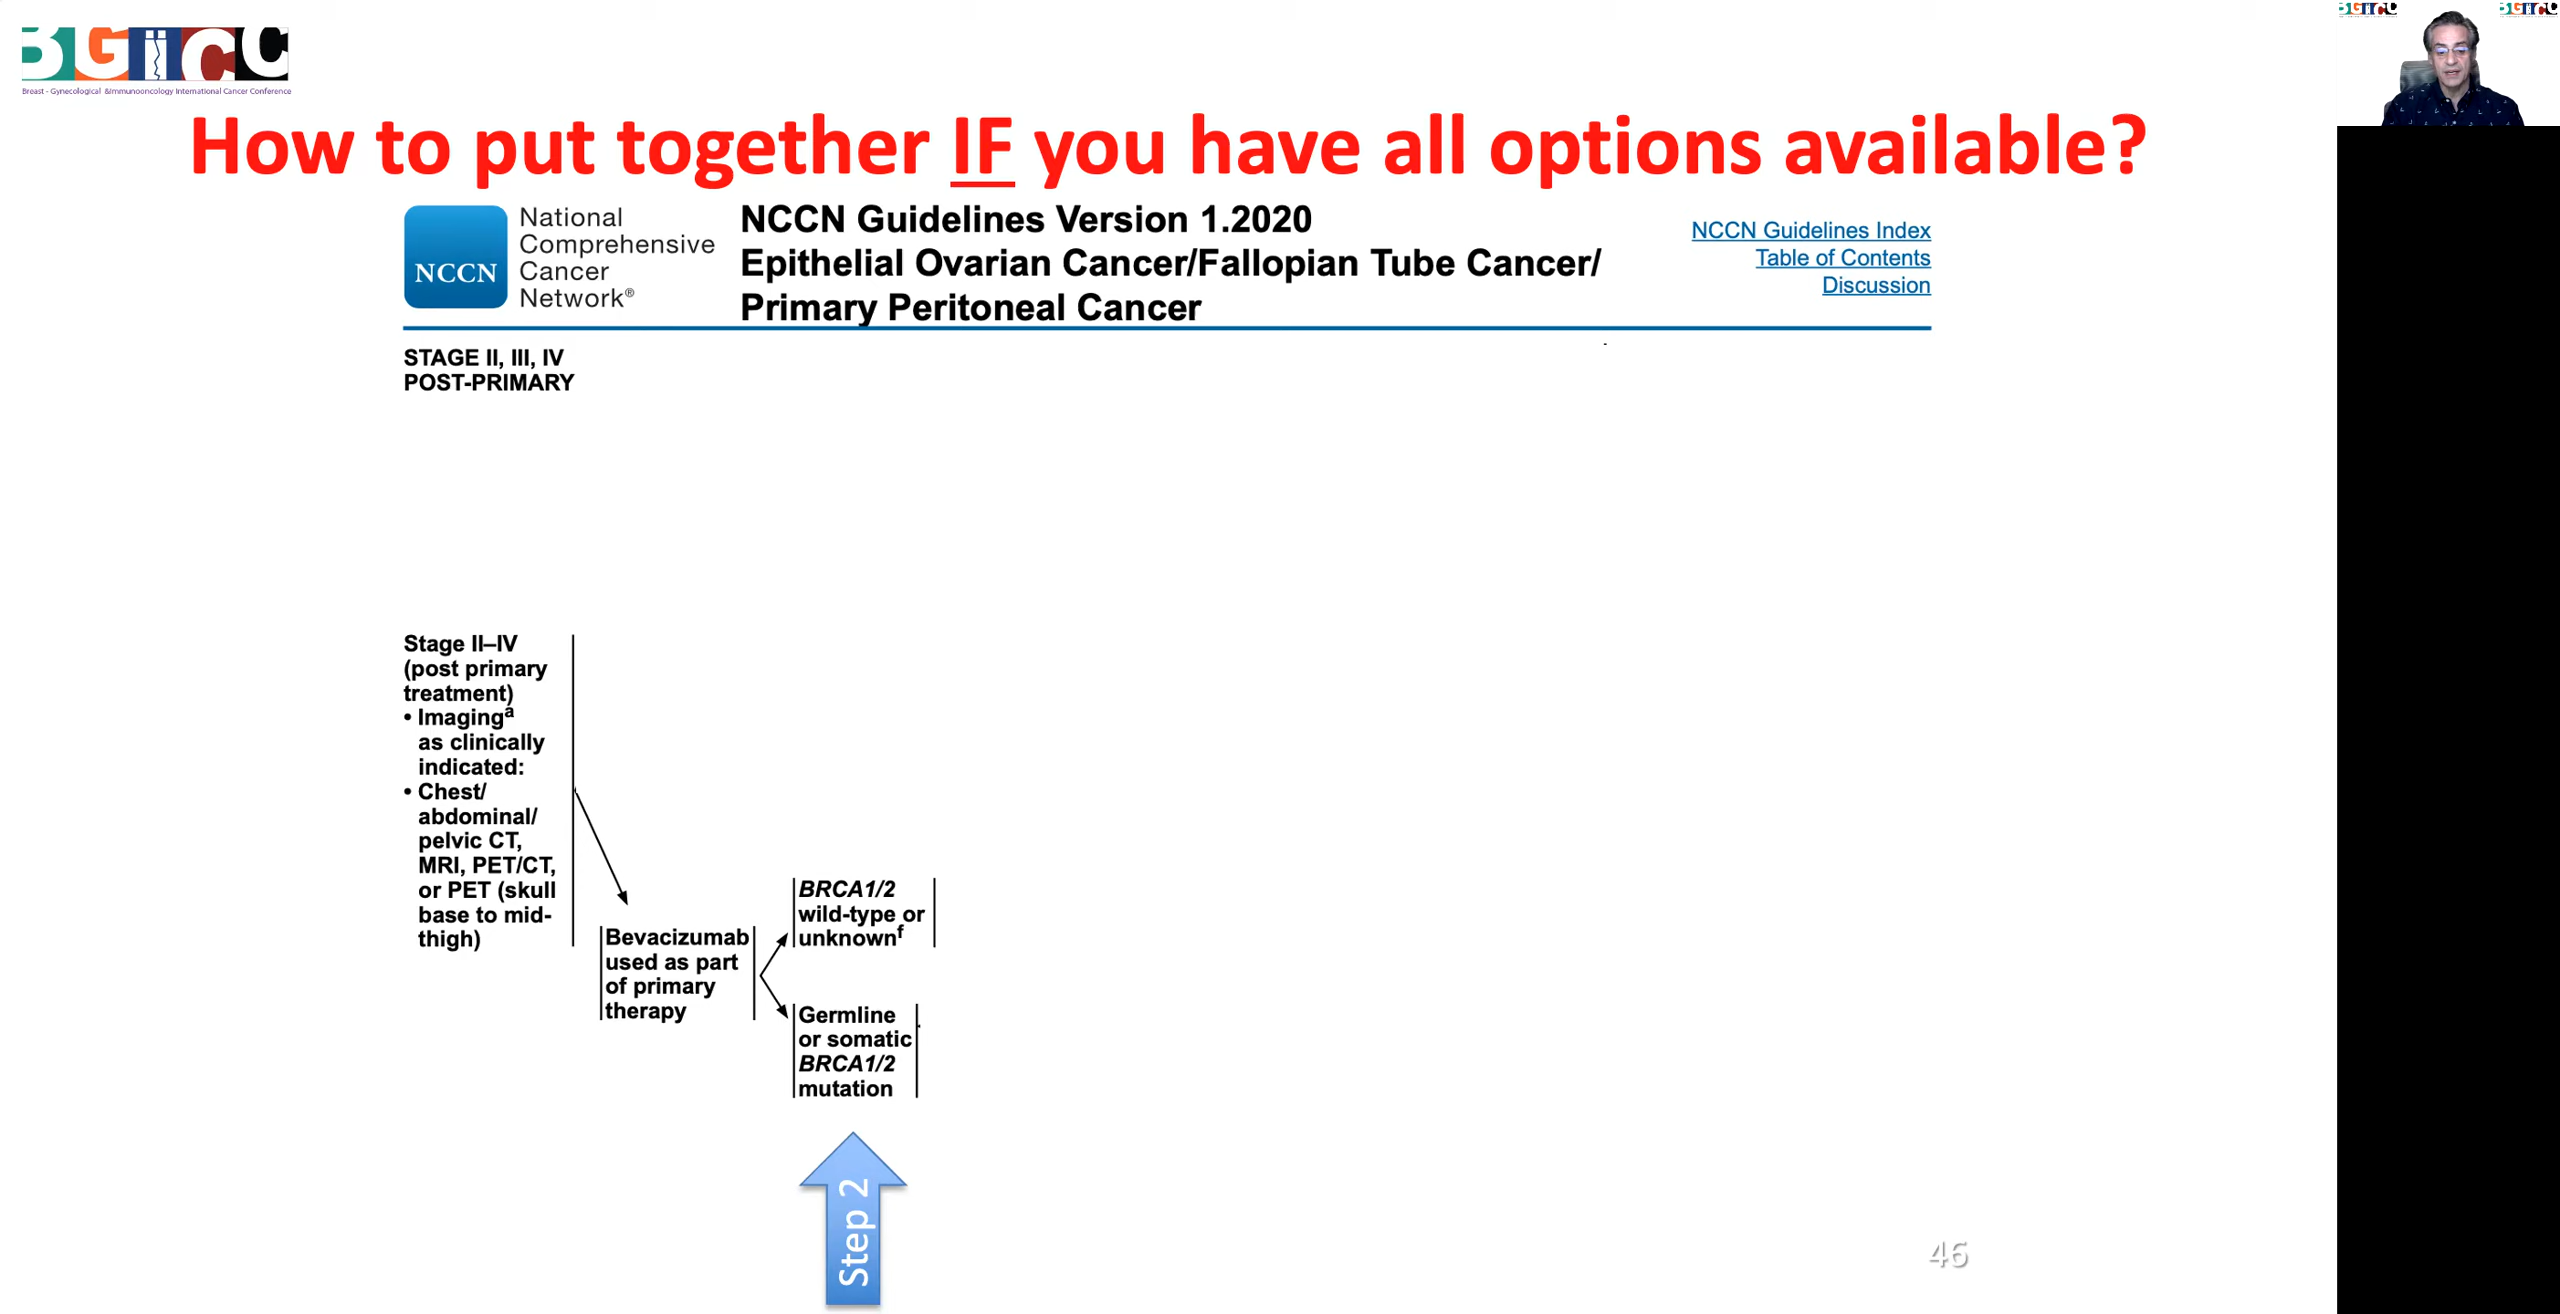 BGiCC
Breast - Gynecological &Immunooncology International Cancer Conference
How to put together IF you have all options available?
NCCN
National
Comprehensive
Cancer
Network®
NCCN Guidelines Version 1.2020
Epithelial Ovarian Cancer/Fallopian Tube Cancer/
Primary Peritoneal Cancer
NCCN Guidelines Index
Table of Contents
Discussion
STAGE II, III, IV
POST-PRIMARY
Stage II–IV
(post primary
treatment)
• Imagingª
as clinically
indicated:
• Chest/
abdominal/
pelvic CT,
MRI, PET/CT,
or PET (skull
base to mid-
thigh)
Bevacizumab
used as part
of primary
therapy
BRCA1/2
wild-type or
unknownᶠ
Germline
or somatic
BRCA1/2
mutation
Step 2
46